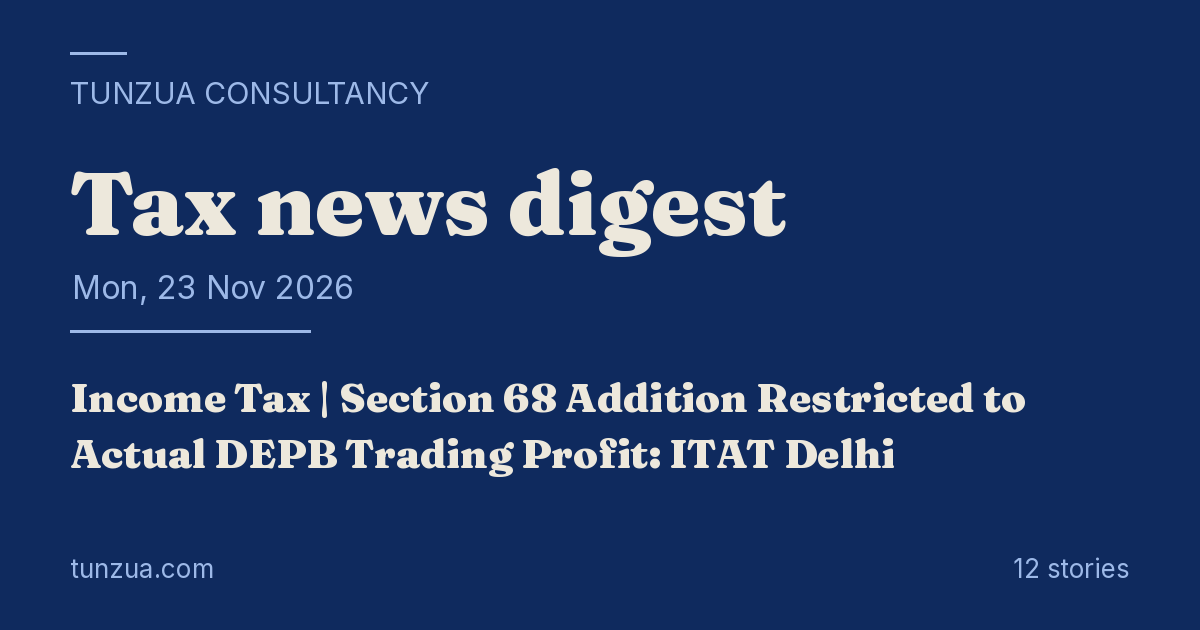 TUNZUA CONSULTANCY
Tax news digest
Mon, 23 Nov 2026
Income Tax | Section 68 Addition Restricted to
Actual DEPB Trading Profit: ITAT Delhi
tunzua.com
12 stories